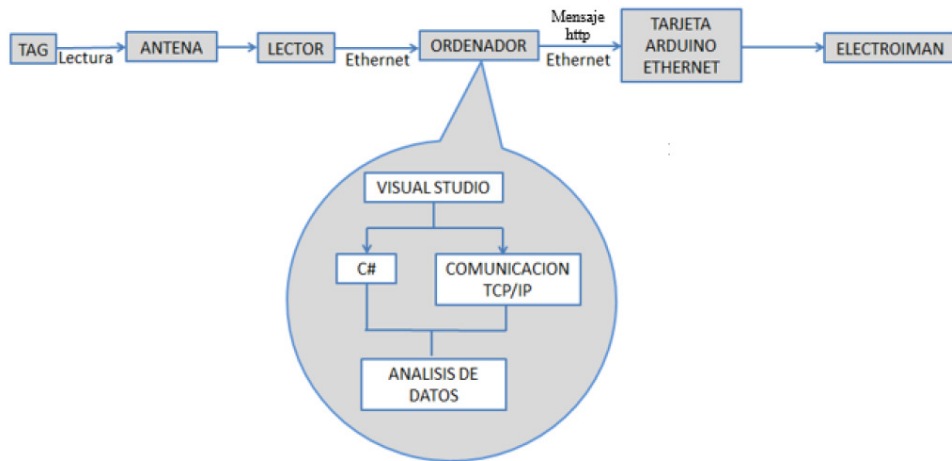 TAG
Lectura
ANTENA
LECTOR
Ethernet
ORDENADOR
Mensaje
http
Ethernet
TARJETA
ARDUINO
ETHERNET
ELECTROIMAN
VISUAL STUDIO
C#
COMUNICACION
TCP/IP
ANALISIS DE
DATOS